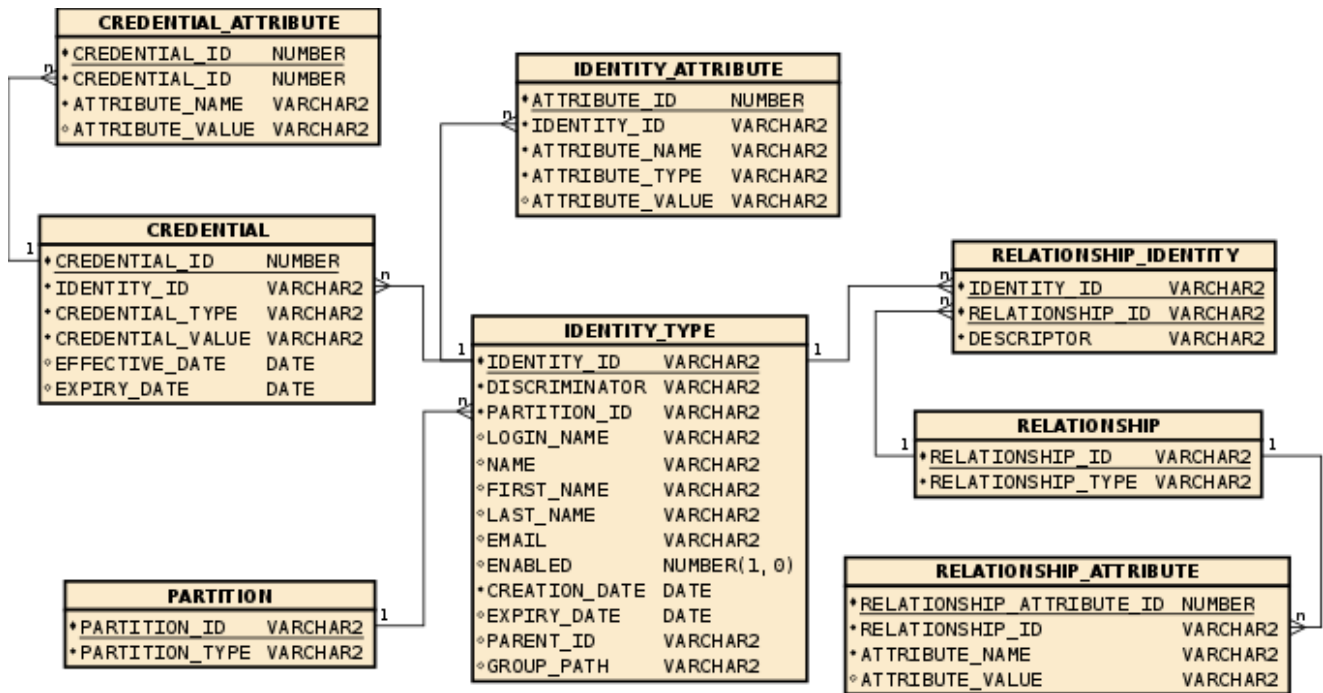 CREDENTIAL_ATTRIBUTE
CREDENTIAL_ID NUMBER
CREDENTIAL_ID NUMBER
ATTRIBUTE_NAME VARCHAR2
ATTRIBUTE_VALUE VARCHAR2
n
IDENTITY_ATTRIBUTE
ATTRIBUTE_ID NUMBER
IDENTITY_ID VARCHAR2
ATTRIBUTE_NAME VARCHAR2
ATTRIBUTE_TYPE VARCHAR2
ATTRIBUTE_VALUE VARCHAR2
n
CREDENTIAL
CREDENTIAL_ID NUMBER
IDENTITY_ID VARCHAR2
CREDENTIAL_TYPE VARCHAR2
CREDENTIAL_VALUE VARCHAR2
EFFECTIVE_DATE DATE
EXPIRY_DATE DATE
1
n
RELATIONSHIP_IDENTITY
IDENTITY_ID VARCHAR2
RELATIONSHIP_ID VARCHAR2
DESCRIPTOR VARCHAR2
n
n
IDENTITY_TYPE
IDENTITY_ID VARCHAR2
DISCRIMINATOR VARCHAR2
PARTITION_ID VARCHAR2
LOGIN_NAME VARCHAR2
NAME VARCHAR2
FIRST_NAME VARCHAR2
LAST_NAME VARCHAR2
EMAIL VARCHAR2
ENABLED NUMBER(1,0)
CREATION_DATE DATE
EXPIRY_DATE DATE
PARENT_ID VARCHAR2
GROUP_PATH VARCHAR2
1
1
n
RELATIONSHIP
RELATIONSHIP_ID VARCHAR2
RELATIONSHIP_TYPE VARCHAR2
1
1
PARTITION
PARTITION_ID VARCHAR2
PARTITION_TYPE VARCHAR2
1
RELATIONSHIP_ATTRIBUTE
RELATIONSHIP_ATTRIBUTE_ID NUMBER
RELATIONSHIP_ID VARCHAR2
ATTRIBUTE_NAME VARCHAR2
ATTRIBUTE_VALUE VARCHAR2
n